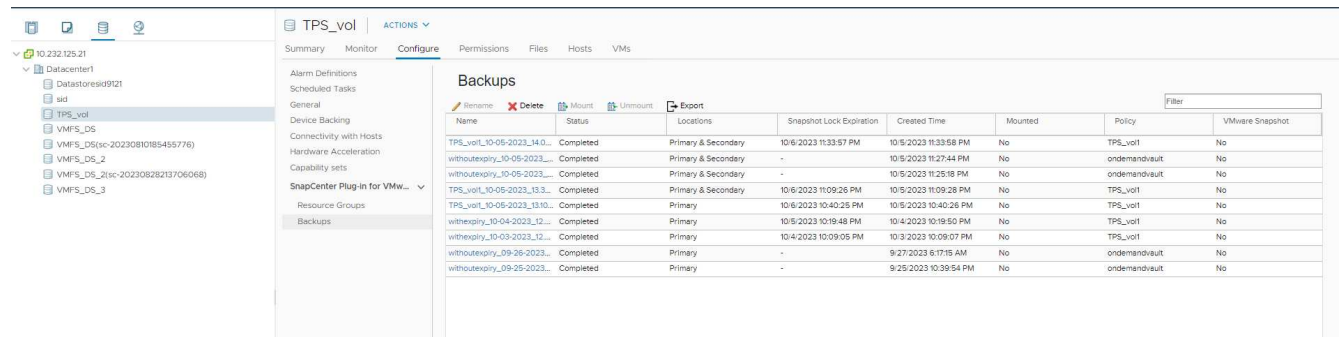 TPS_vol ACTIONS
Summary Monitor Configure Permissions Files Hosts VMs
10.232.125.21
Datacenter1
Datastoresid9121
sid
TPS_vol
VMFS_DS
VMFS_DS(sc-20230810185455776)
VMFS_DS_2
VMFS_DS_2(sc-20230828213706068)
VMFS_DS_3
Alarm Definitions
Scheduled Tasks
General
Device Backing
Connectivity with Hosts
Hardware Acceleration
Capability sets
SnapCenter Plug-in for VMw...
Resource Groups
Backups
Backups
Rename Delete Mount Unmount Export Filter
Name Status Locations Snapshot Lock Expiration Created Time Mounted Policy VMware Snapshot
TPS_vol1_10-05-2023_14.0... Completed Primary & Secondary 10/6/2023 11:33:57 PM 10/5/2023 11:33:58 PM No TPS_vol1 No
withoutexpiry_10-05-2023_... Completed Primary & Secondary - 10/5/2023 11:27:44 PM No ondemandvault No
withoutexpiry_10-05-2023_... Completed Primary & Secondary - 10/5/2023 11:25:18 PM No ondemandvault No
TPS_vol1_10-05-2023_13.3... Completed Primary & Secondary 10/6/2023 11:09:26 PM 10/5/2023 11:09:28 PM No TPS_vol1 No
TPS_vol1_10-05-2023_13.10... Completed Primary 10/6/2023 10:40:25 PM 10/5/2023 10:40:26 PM No TPS_vol1 No
withexpiry_10-04-2023_12.... Completed Primary 10/5/2023 10:19:48 PM 10/4/2023 10:19:50 PM No TPS_vol1 No
withexpiry_10-03-2023_12.... Completed Primary 10/4/2023 10:09:05 PM 10/3/2023 10:09:07 PM No TPS_vol1 No
withoutexpiry_09-26-2023... Completed Primary - 9/27/2023 6:17:15 AM No ondemandvault No
withoutexpiry_09-25-2023... Completed Primary - 9/25/2023 10:39:54 PM No ondemandvault No